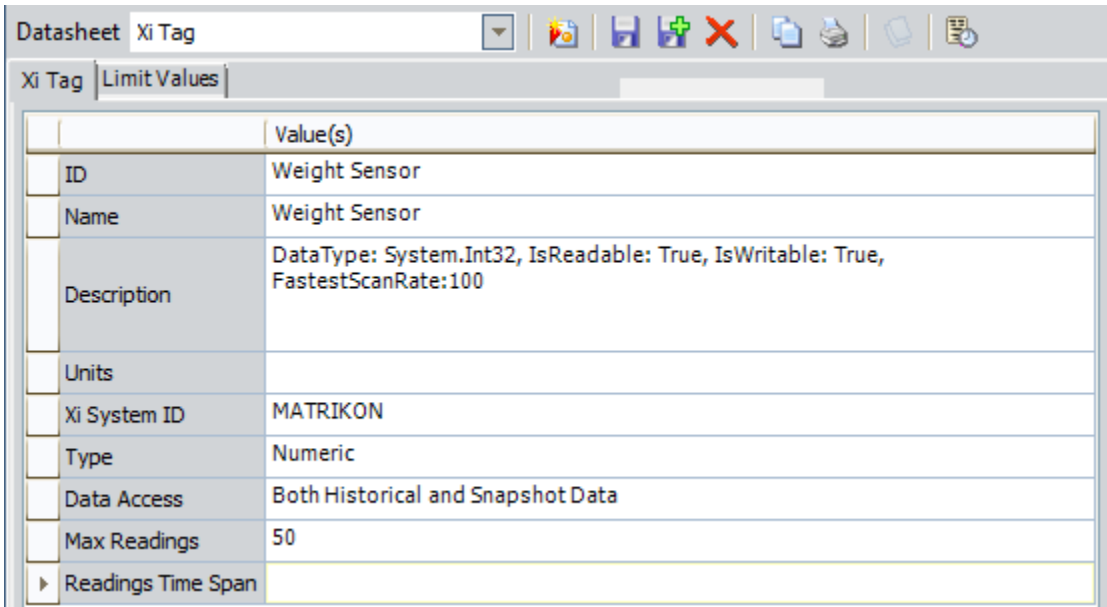 Datasheet Xi Tag
Xi Tag Limit Values
Value(s)
ID Weight Sensor
Name Weight Sensor
Description DataType: System.Int32, IsReadable: True, IsWritable: True,
FastestScanRate:100
Units
Xi System ID MATRIKON
Type Numeric
Data Access Both Historical and Snapshot Data
Max Readings 50
Readings Time Span